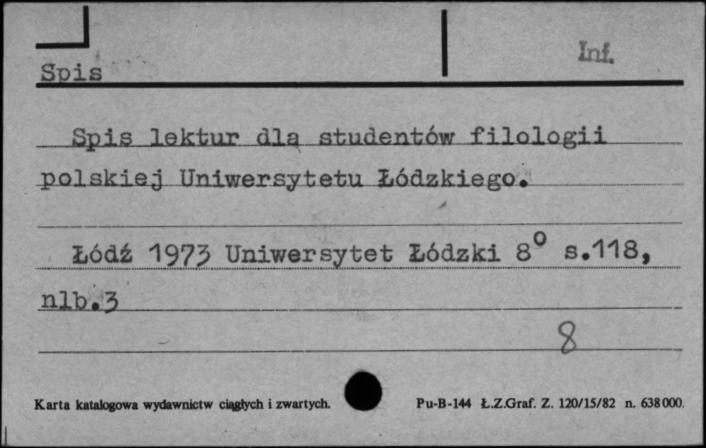 Inf.
Spis
Spis lektur dla studentów filologii
polskiej Uniwersytetu Łódzkiego.
Łódź 1973 Uniwersytet Łódzki 8° s.118,
nlb.3
8
Karta katalogowa wydawnictw ciągłych i zwartych. Pu-B-144 Ł.Z.Graf. Z. 120/15/82 n. 638000.